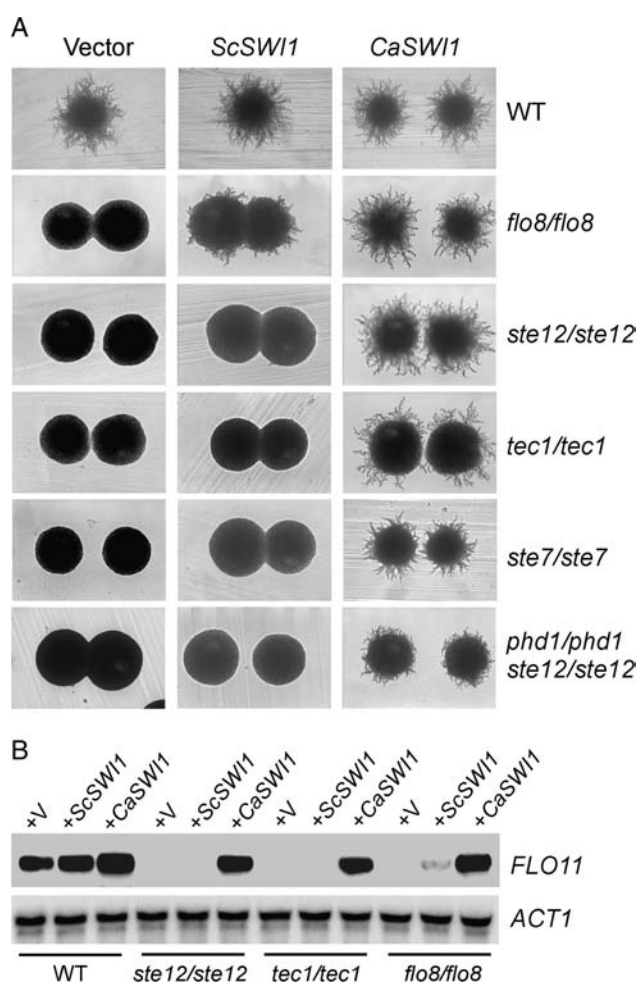 A
Vector ScSWI1 CaSWI1
WT
flo8/flo8
ste12/ste12
tec1/tec1
ste7/ste7
phd1/phd1
ste12/ste12
B
+V +ScSWI1 +CaSWI1 +V +ScSWI1 +CaSWI1 +V +ScSWI1 +CaSWI1 +V +ScSWI1 +CaSWI1
FLO11
ACT1
WT ste12/ste12 tec1/tec1 flo8/flo8